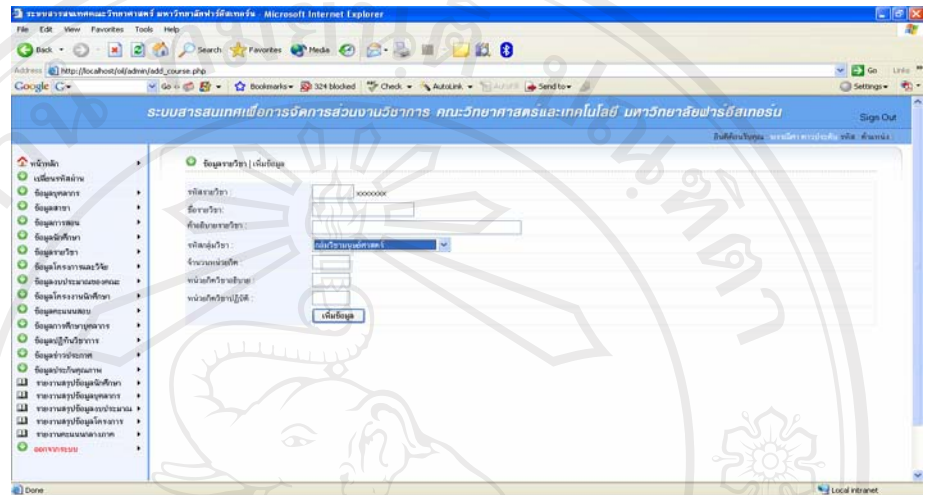 ระบบสารสนเทศคณะวิทยาศาสตร์ มหาวิทยาลัยฟาร์อีสเทอร์น - Microsoft Internet Explorer
File Edit View Favorites Tools Help
Back Search Favorites Media
Address http://localhost/oil/admin/add_course.php Go Links
Google Go Bookmarks 324 blocked Check AutoLink AutoFill Send to Settings
ระบบสารสนเทศเพื่อการจัดการส่วนงานวิชาการ คณะวิทยาศาสตร์และเทคโนโลยี มหาวิทยาลัยฟาร์อีสเทอร์น
Sign Out
ยินดีต้อนรับคุณ : รหัส ตำแหน่ง :
หน้าหลัก
เปลี่ยนรหัสผ่าน
ข้อมูลบุคลากร
ข้อมูลสาขา
ข้อมูลการสอน
ข้อมูลนักศึกษา
ข้อมูลรายวิชา
ข้อมูลโครงการและวิจัย
ข้อมูลงบประมาณของคณะ
ข้อมูลโครงงานนักศึกษา
ข้อมูลคะแนนสอบ
ข้อมูลการศึกษาบุคลากร
ข้อมูลปฏิทินวิชาการ
ข้อมูลข่าวประกาศ
ข้อมูลประกันคุณภาพ
รายงานสรุปข้อมูลนักศึกษา
รายงานสรุปข้อมูลบุคลากร
รายงานสรุปข้อมูลงบประมาณ
รายงานสรุปข้อมูลโครงการ
รายงานคะแนนกลางภาค
ออกจากระบบ
ข้อมูลรายวิชา | เพิ่มข้อมูล
รหัสรายวิชา : xxxxxxxx
ชื่อรายวิชา:
คำอธิบายรายวิชา :
รหัสกลุ่มวิชา : กลุ่มวิชามนุษย์ศาสตร์
จำนวนหน่วยกิต :
หน่วยกิตวิชาอธิบาย :
หน่วยกิตวิชาปฏิบัติ :
เพิ่มข้อมูล
Done Local intranet